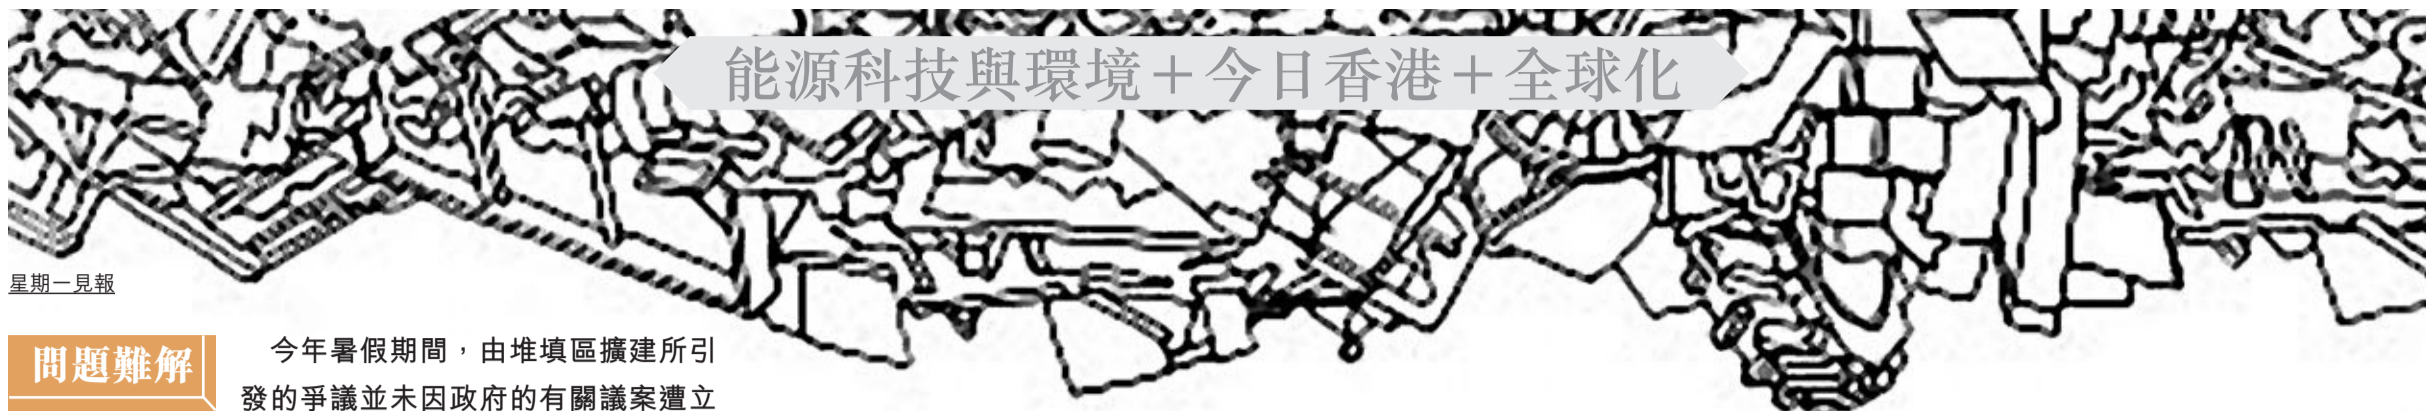 能源科技與環境＋今日香港＋全球化
星期一見報
問題難解
今年暑假期間，由堆填區擴建所引
發的爭議並未因政府的有關議案遭立